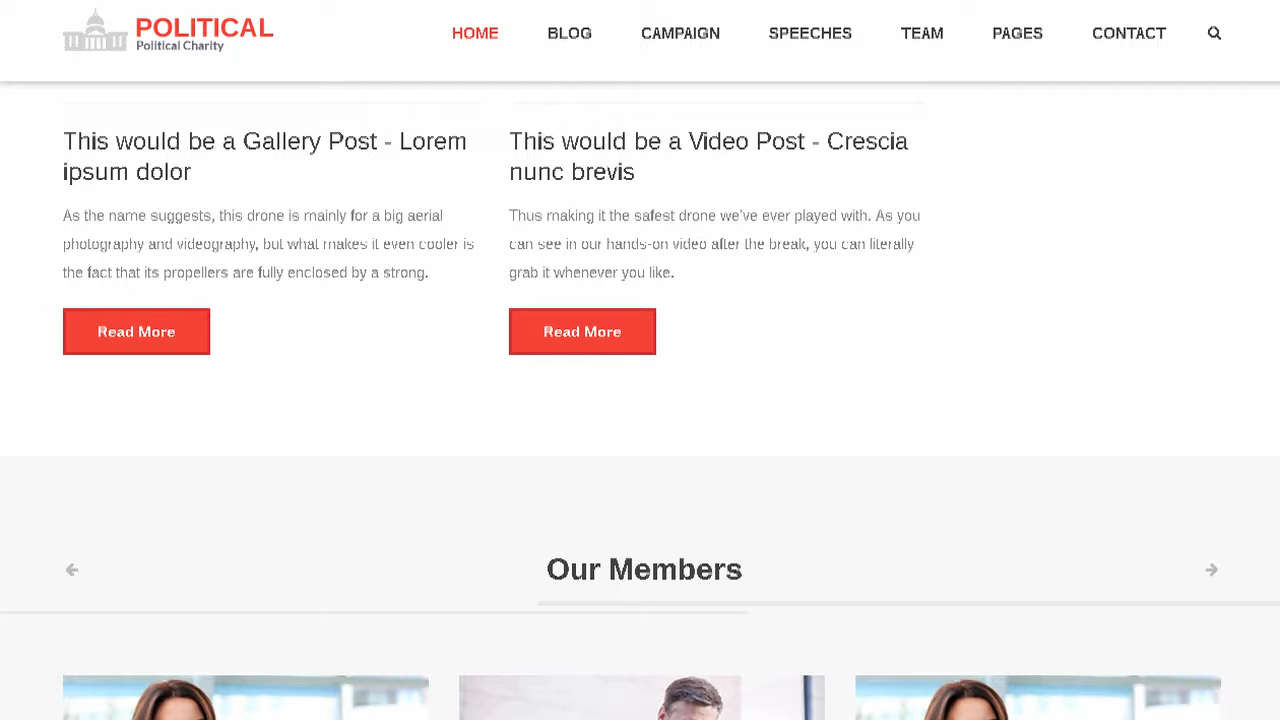 POLITICAL
Political Charity
HOME BLOG CAMPAIGN SPEECHES TEAM PAGES CONTACT
This would be a Gallery Post - Lorem
ipsum dolor
As the name suggests, this drone is mainly for a big aerial
photography and videography, but what makes it even cooler is
the fact that its propellers are fully enclosed by a strong.
Read More
This would be a Video Post - Crescia
nunc brevis
Thus making it the safest drone we've ever played with. As you
can see in our hands-on video after the break, you can literally
grab it whenever you like.
Read More
Our Members